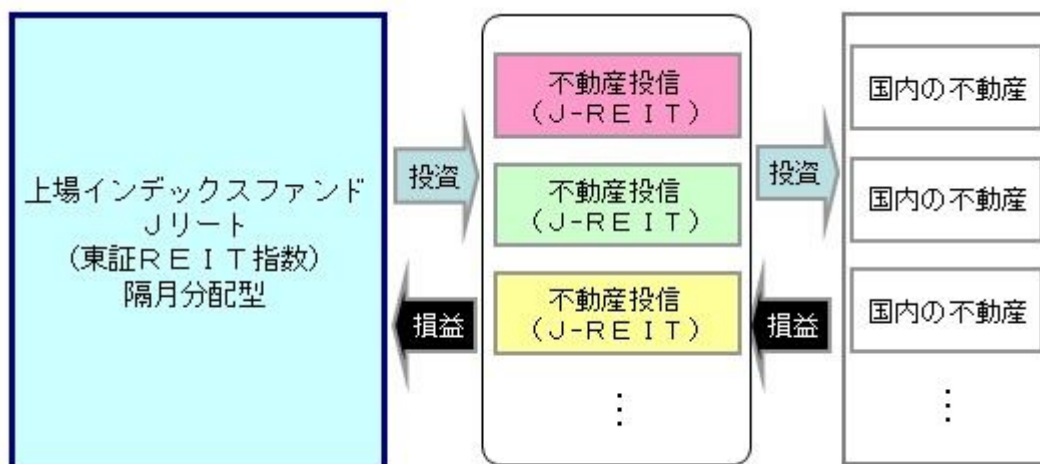 上場インデックスファンド
Jリート
(東証ＲＥＩＴ指数)
隔月分配型
投資
損益
不動産投信
(Ｊ-ＲＥＩＴ)
不動産投信
(Ｊ-ＲＥＩＴ)
不動産投信
(Ｊ-ＲＥＩＴ)
⋮
投資
損益
国内の不動産
国内の不動産
国内の不動産
⋮